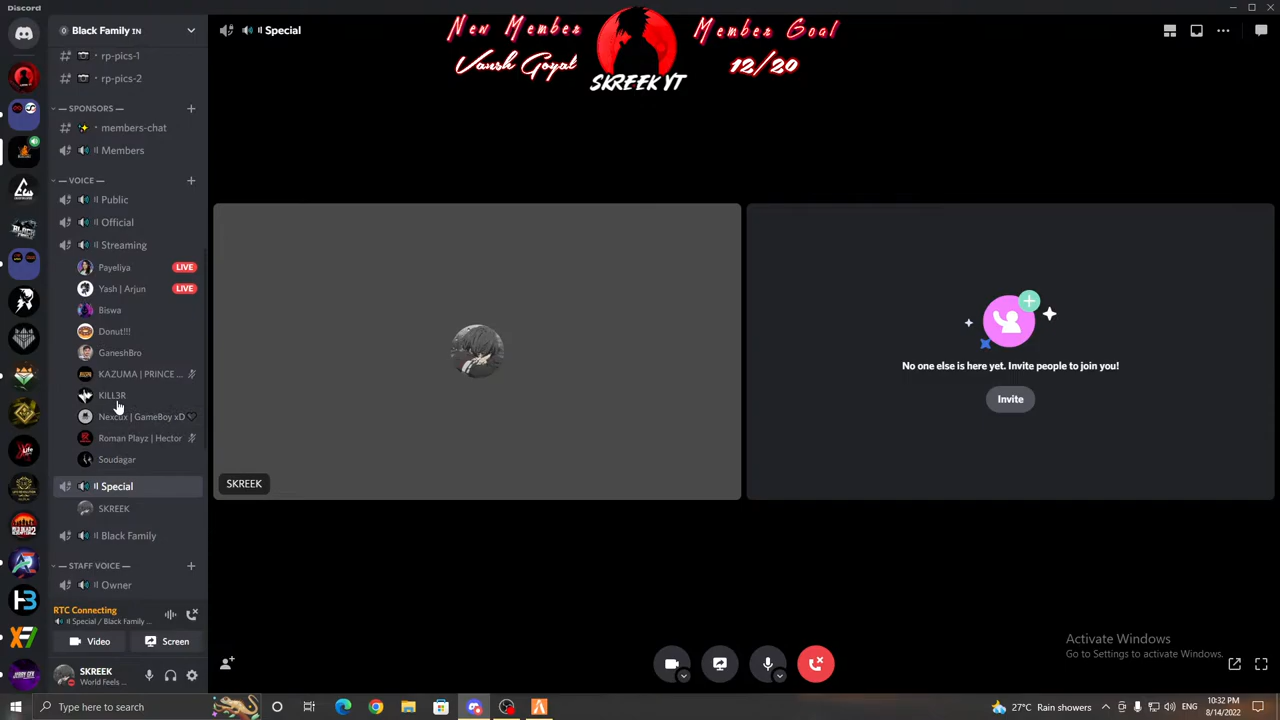 Discord
Black Family IN
Special
New Member
Vansh Goyal
SKREEK YT
Member Goal
12/20
rp-pics-1
rp-pics-2
SPONSORS
members-chat
Members
VOICE
Public
Official
Streaming
Payeliya
LIVE
Yash | Arjun
LIVE
Biswa
Donut!!!
GaneshBro
KAZUMA | PRINCE ...
KILL3R
Nexcox | GameBoy xD
Roman Playz | Hector
Soudagar
Special
SKREEK
Black Family
STAFF VOICE
Owner
RTC Connecting
Special / Black Family ...
Video
Screen
SKREEK
World Feels ...
SKREEK
No one else is here yet. Invite people to join you!
Invite
Activate Windows
Go to Settings to activate Windows.
Type here to search
27°C Rain showers
ENG
10:32 PM
8/14/2022